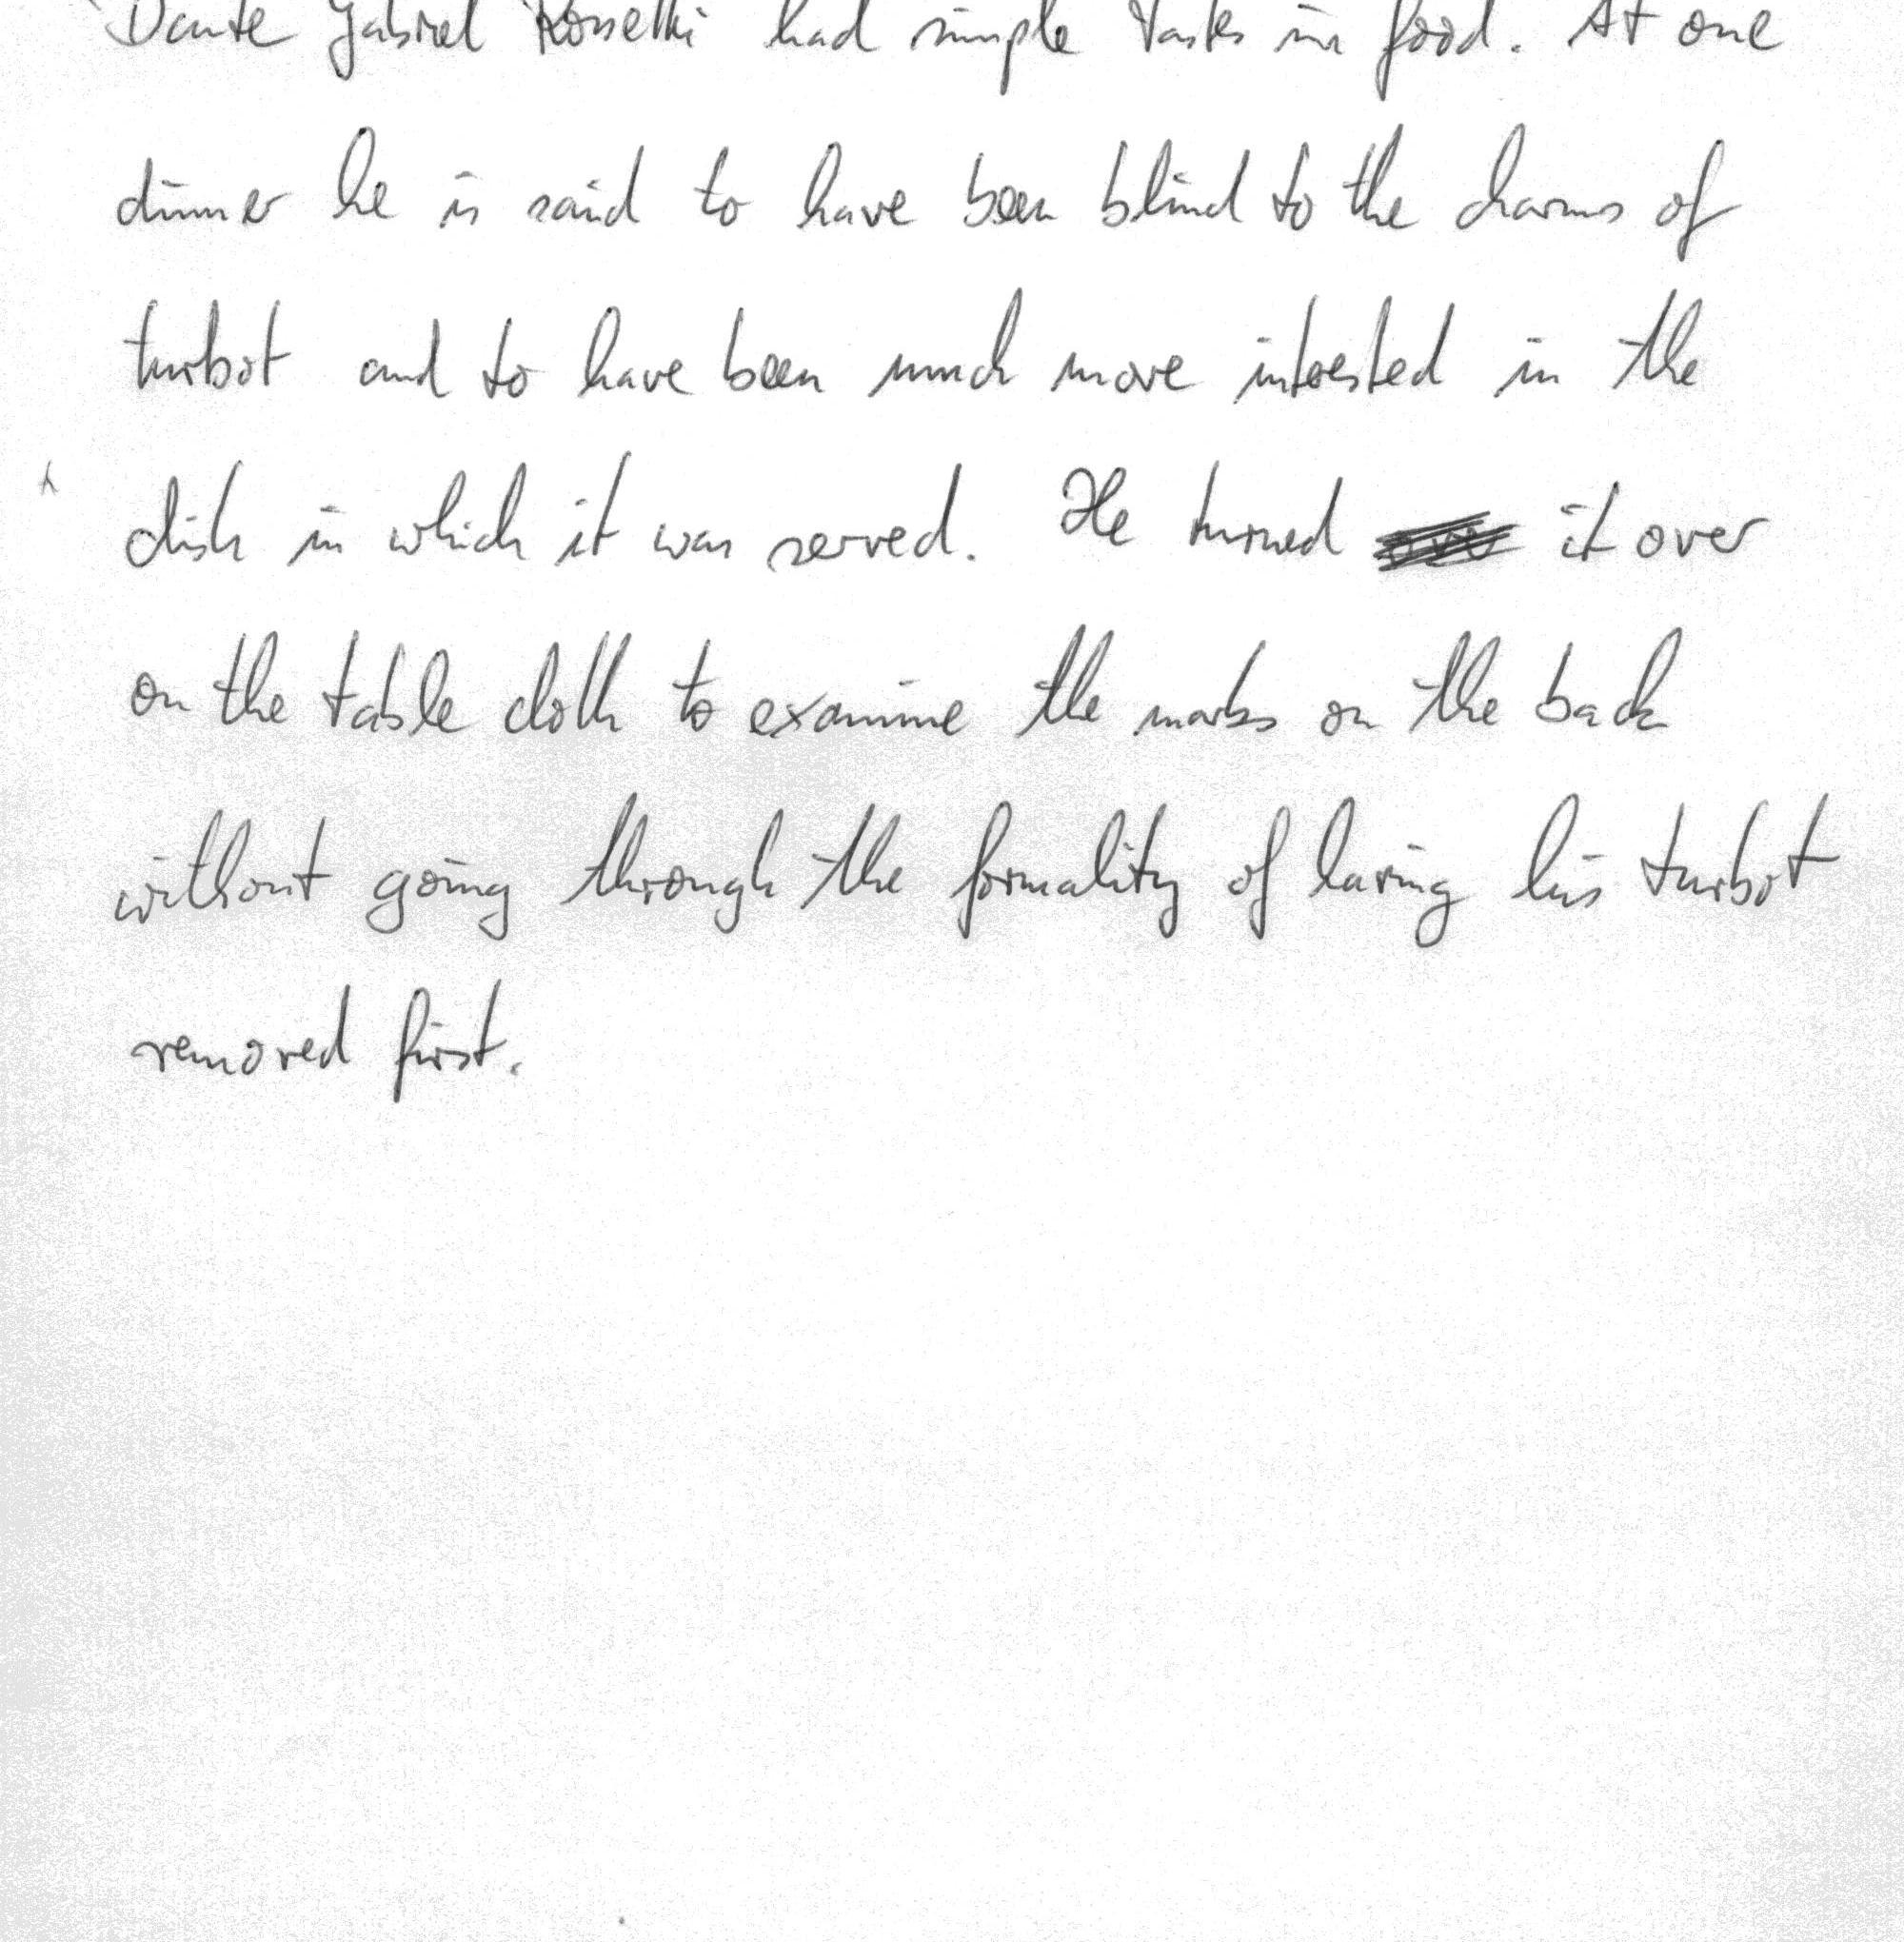 Dante Gabriel Rossetti had simple tastes in food. At one
dinner he is said to have been blind to the charms of
turbot and to have been much more interested in the
dish in which it was served. He turned it over
on the table cloth to examine the marks on the back
without going through the formality of having his turbot
removed first.